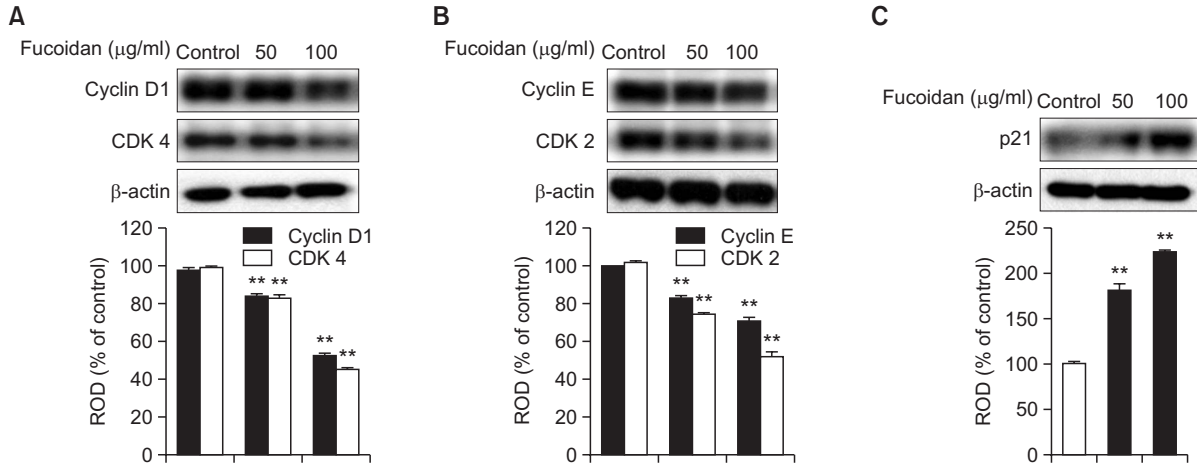 A
Fucoidan (μg/ml) Control 50 100
Cyclin D1
CDK 4
β-actin
120
100
80
60
40
20
0
ROD (% of control)
Cyclin D1
CDK 4
** **
** **
B
Fucoidan (μg/ml) Control 50 100
Cyclin E
CDK 2
β-actin
120
100
80
60
40
20
0
ROD (% of control)
Cyclin E
CDK 2
** **
** **
C
Fucoidan (μg/ml) Control 50 100
p21
β-actin
250
200
150
100
50
0
ROD (% of control)
**
**